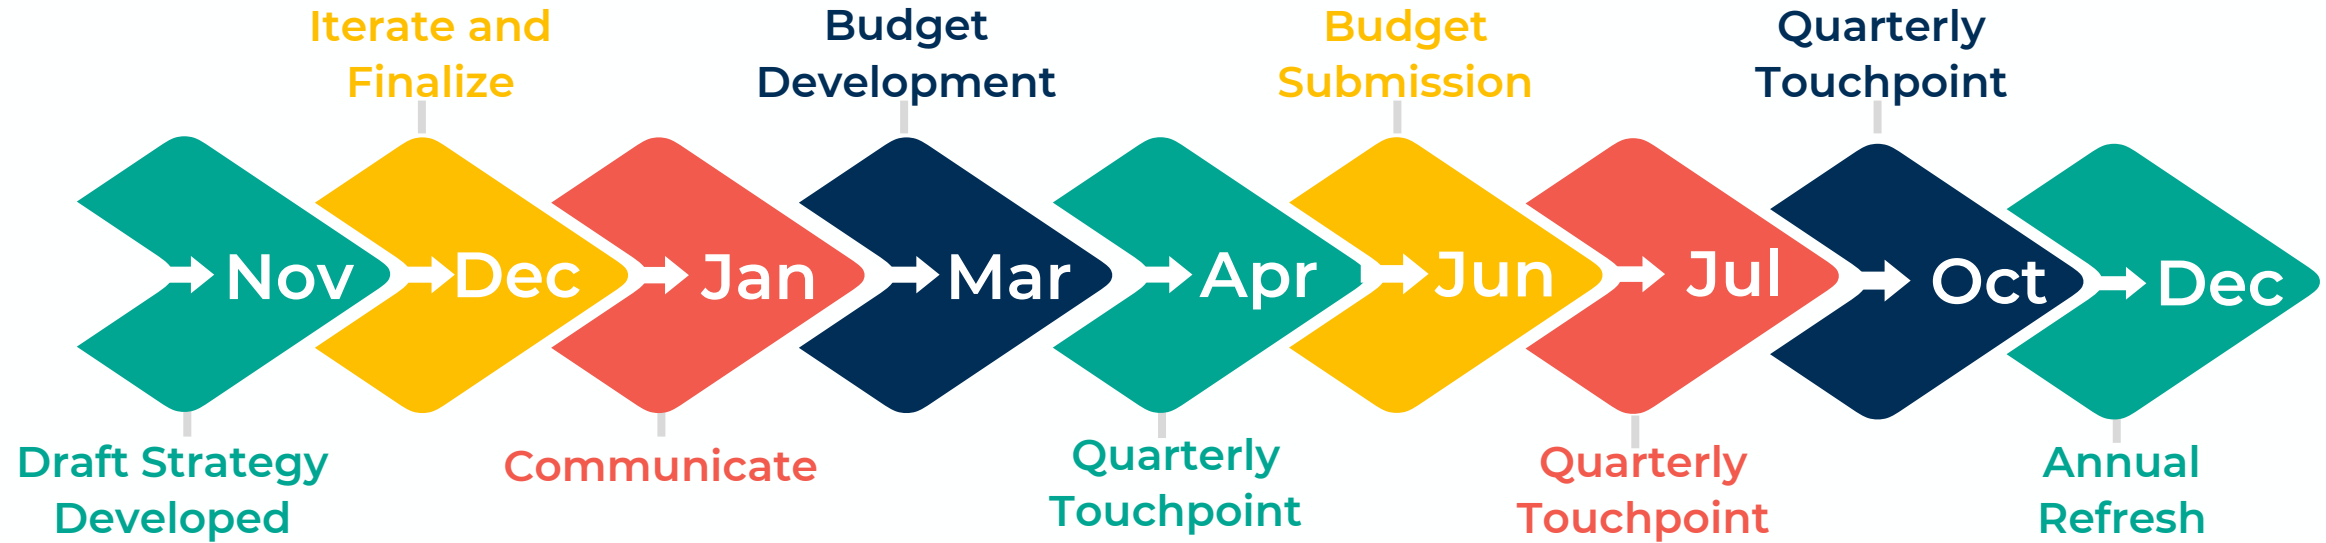 Iterate and
Finalize
Budget
Development
Budget
Submission
Quarterly
Touchpoint
Nov
Dec
Jan
Mar
Apr
Jun
Jul
Oct
Dec
Draft Strategy
Developed
Communicate
Quarterly
Touchpoint
Quarterly
Touchpoint
Annual
Refresh